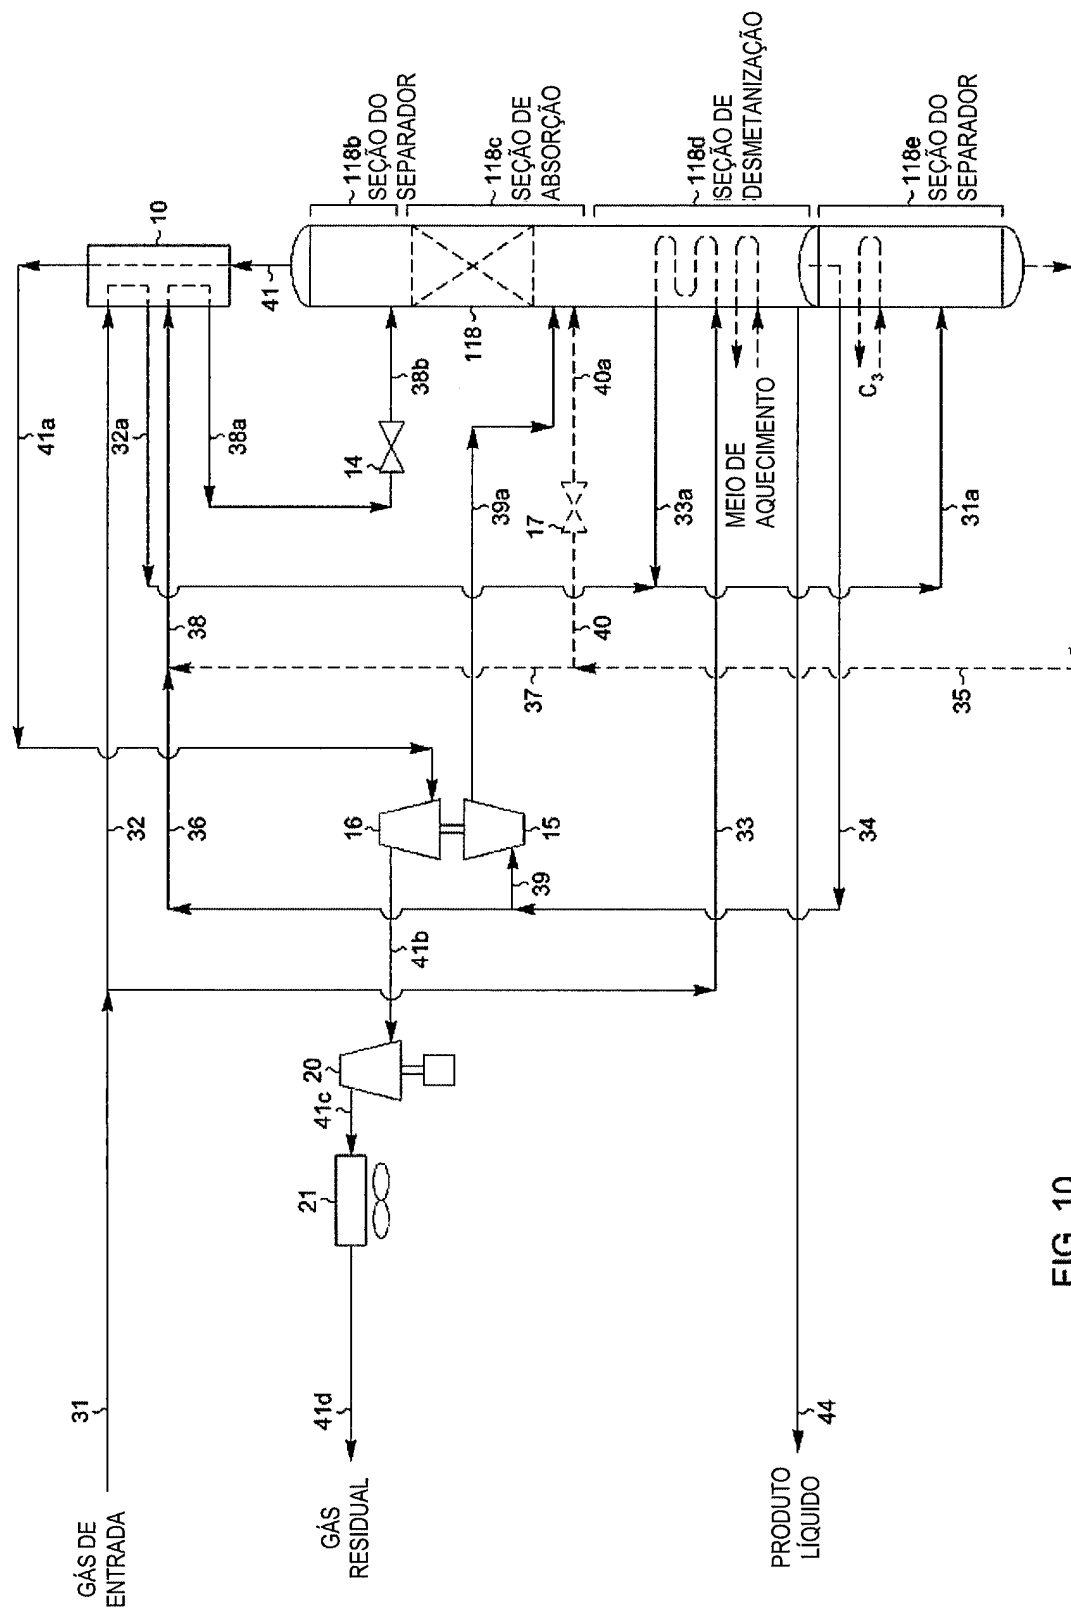 GÁS DE
ENTRADA
31
32
36
38
32a
41a
10
41
38a
14
38b
118
118b
SEÇÃO DO
SEPARADOR
118c
SEÇÃO DE
ABSORÇÃO
118d
SEÇÃO DE
DESMETANIZAÇÃO
118e
SEÇÃO DO
SEPARADOR
GÁS
RESIDUAL
41d
21
41c
20
41b
16
15
39
39a
17
40
40a
37
33
33a
MEIO DE
AQUECIMENTO
C3
31a
34
35
PRODUTO
LÍQUIDO
44
FIG. 10